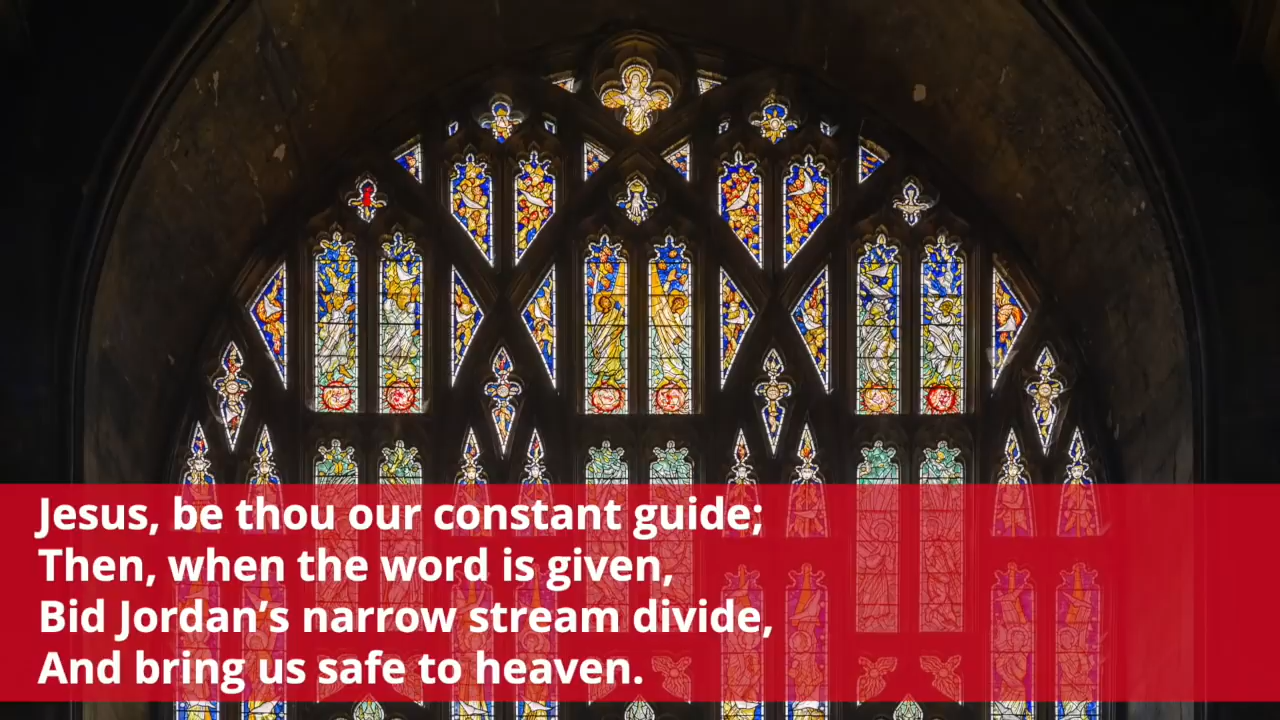 Jesus, be thou our constant guide;
Then, when the word is given,
Bid Jordan’s narrow stream divide,
And bring us safe to heaven.